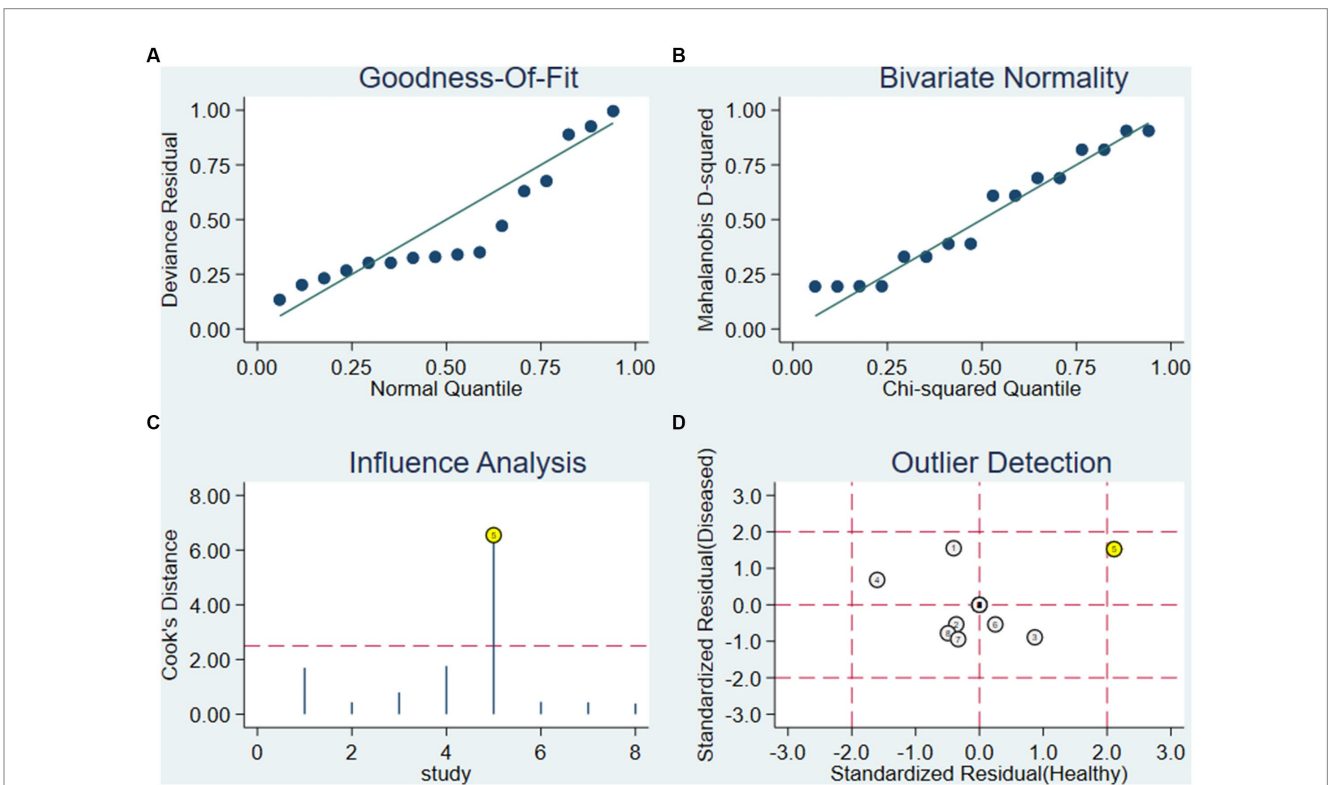 A
B
Goodness-Of-Fit
Bivariate Normality
Deviance Residual
1.00
0.75
0.50
0.25
0.00
0.00 0.25 0.50 0.75 1.00
Normal Quantile
Mahalanobis D-squared
1.00
0.75
0.50
0.25
0.00
0.00 0.25 0.50 0.75 1.00
Chi-squared Quantile
C
D
Influence Analysis
Outlier Detection
Cook's Distance
8.00
6.00
4.00
2.00
0.00
5
0 2 4 6 8
study
Standardized Residual(Diseased)
3.0
2.0
1.0
0.0
-1.0
-2.0
-3.0
1
5
4
2
6
8
7
3
-3.0 -2.0 -1.0 0.0 1.0 2.0 3.0
Standardized Residual(Healthy)